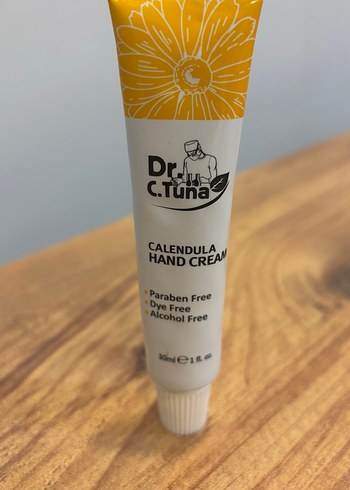 Dr.
C.Tuna
CALENDULA
HAND CREAM
Paraben Free
Dye Free
Alcohol Free
30ml ℮ 1 fl. oz.